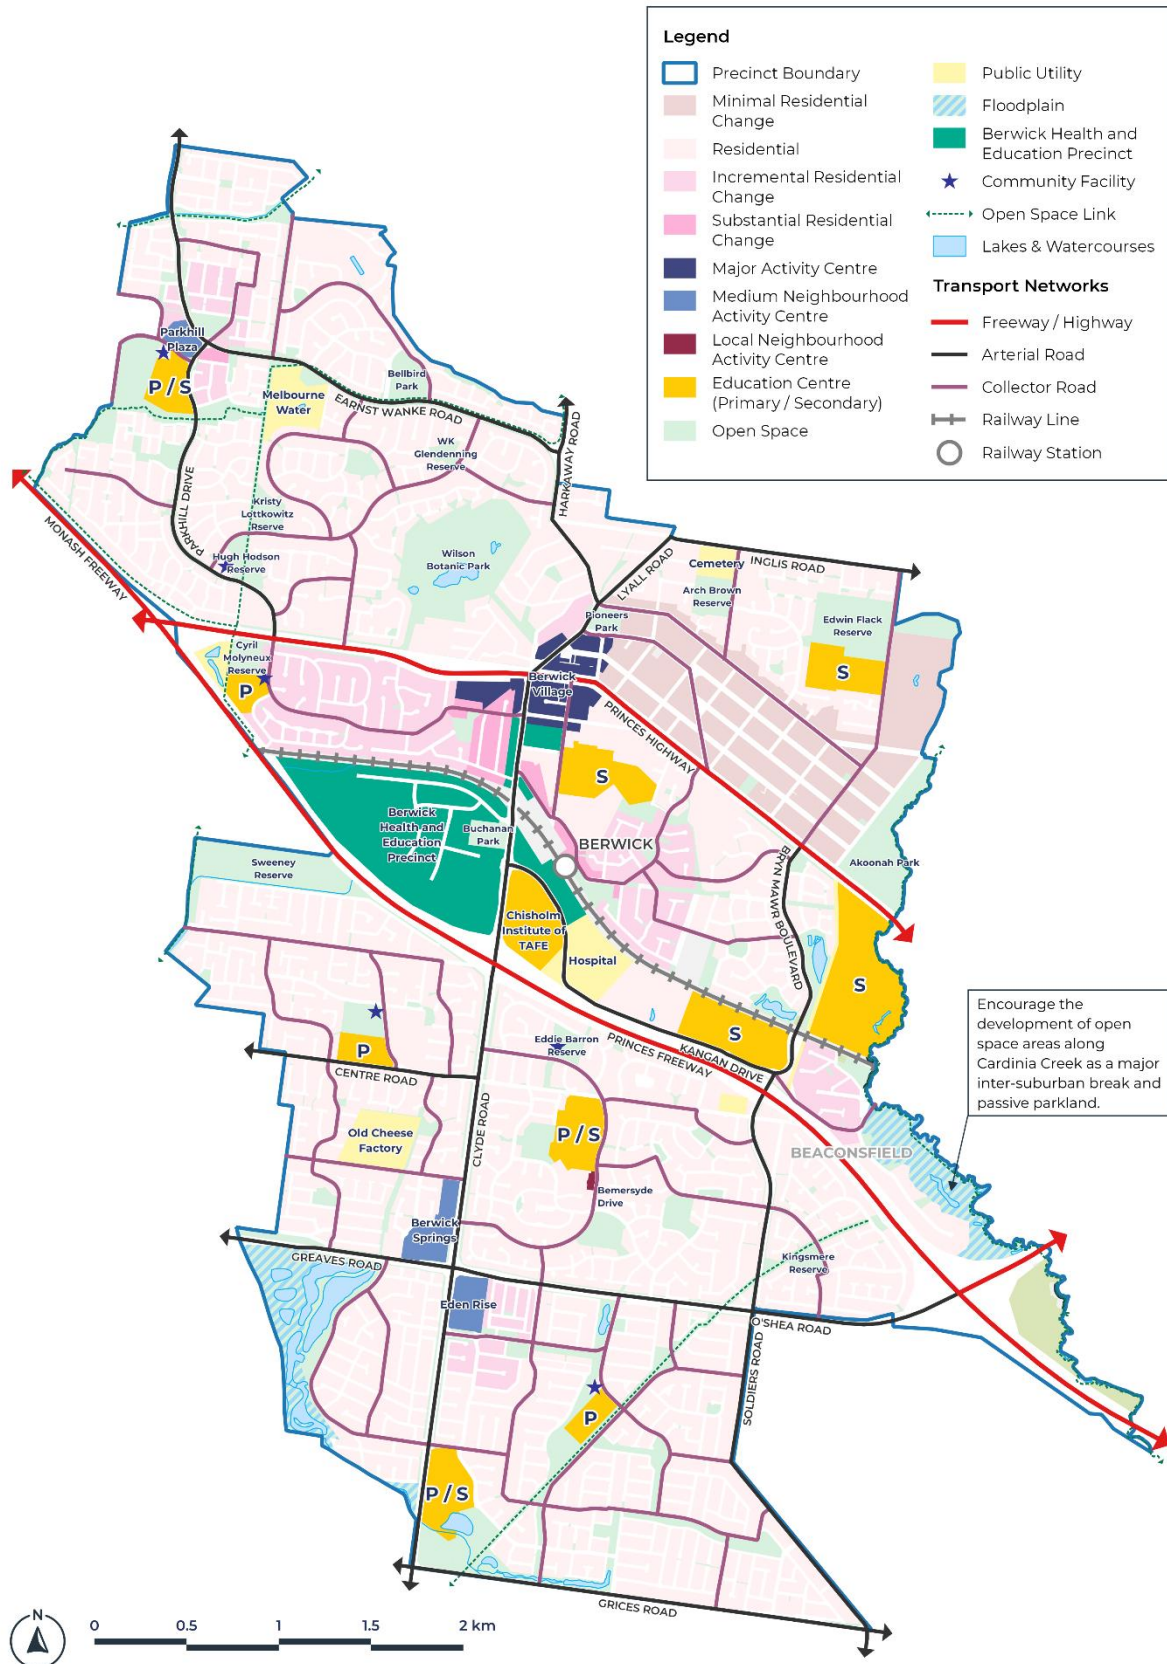 Legend
Precinct Boundary
Minimal Residential
Change
Residential
Incremental Residential
Change
Substantial Residential
Change
Major Activity Centre
Medium Neighbourhood
Activity Centre
Local Neighbourhood
Activity Centre
Education Centre
(Primary / Secondary)
Open Space
Public Utility
Floodplain
Berwick Health and
Education Precinct
Community Facility
Open Space Link
Lakes & Watercourses
Transport Networks
Freeway / Highway
Arterial Road
Collector Road
Railway Line
Railway Station
Parkhill
Plaza
P / S
Melbourne
Water
Bellbird
Park
EARNST WANKE ROAD
WK
Glendenning
Reserve
HARKAWAY ROAD
MONASH FREEWAY
PARKHILL DRIVE
Kristy
Lottkowitz
Rserve
Hugh Hodson
Reserve
Wilson
Botanic Park
LYALL ROAD
Cemetery
INGLIS ROAD
Arch Brown
Reserve
Pioneers
Park
Edwin Flack
Reserve
S
Cyril
Molyneux
Reserve
P
Berwick
Village
PRINCES HIGHWAY
S
Berwick
Health and
Education
Precinct
Buchanan
Park
BERWICK
Sweeney
Reserve
Akoonah Park
BRYN MAWR BOULEVARD
Chisholm
Institute of
TAFE
Hospital
S
S
Encourage the
development of open
space areas along
Cardinia Creek as a major
inter-suburban break and
passive parkland.
P
Eddie Barron
Reserve
PRINCES FREEWAY
KANGAN DRIVE
CENTRE ROAD
CLYDE ROAD
Old Cheese
Factory
P / S
BEACONSFIELD
Bemersyde
Drive
Berwick
Springs
GREAVES ROAD
Kingsmere
Reserve
Eden Rise
O'SHEA ROAD
SOLDIERS ROAD
P
P / S
GRICES ROAD
N
0 0.5 1 1.5 2 km